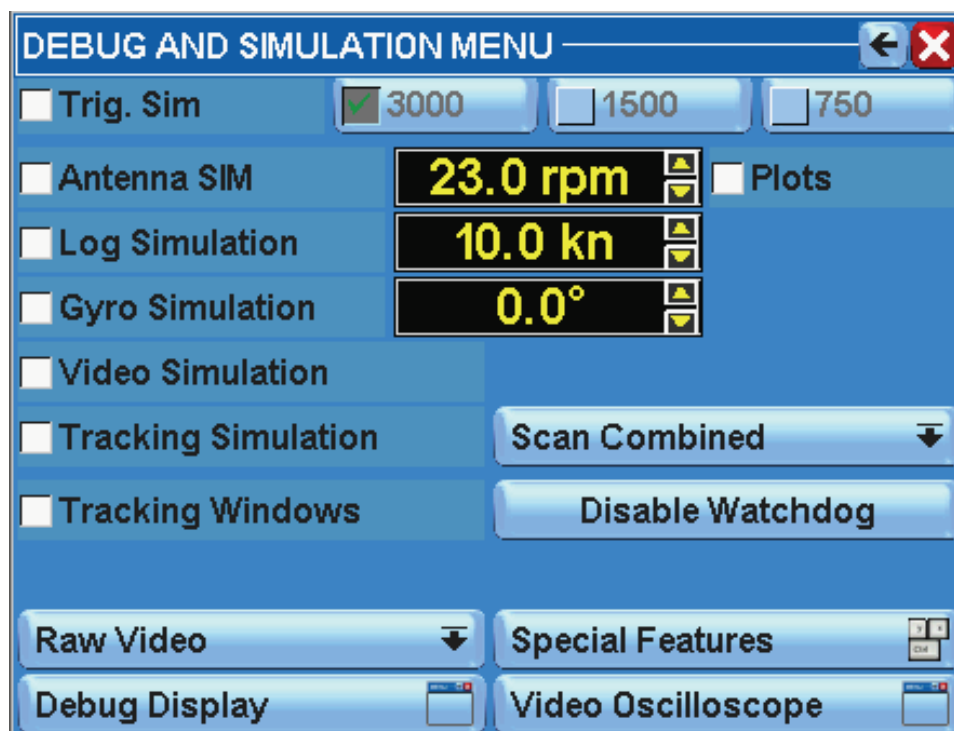 DEBUG AND SIMULATION MENU
Trig. Sim 3000 1500 750
Antenna SIM 23.0 rpm Plots
Log Simulation 10.0 kn
Gyro Simulation 0.0°
Video Simulation
Tracking Simulation Scan Combined
Tracking Windows Disable Watchdog
Raw Video Special Features
Debug Display Video Oscilloscope